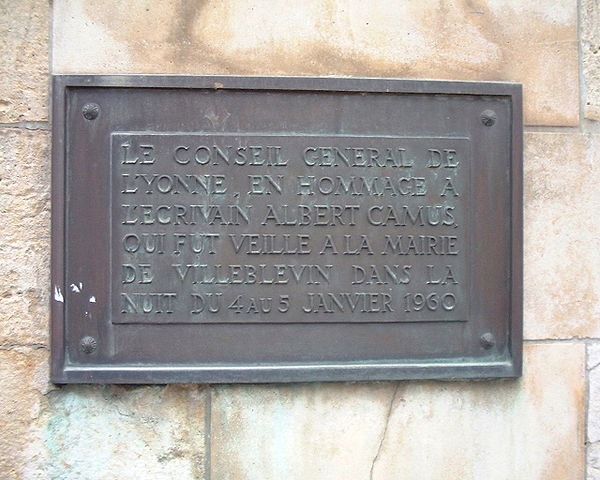 LE CONSEIL GENERAL DE
L'YONNE, EN HOMMAGE A
L'ECRIVAIN ALBERT CAMUS,
QUI FUT VEILLE A LA MAIRIE
DE VILLEBLEVIN DANS LA
NUIT DU 4 AU 5 JANVIER 1960